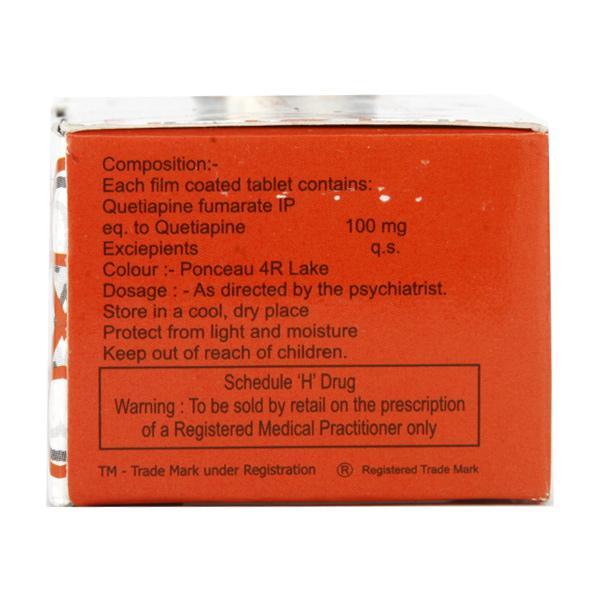 Composition:-
Each film coated tablet contains:-
Quetiapine fumarate IP
eq. to Quetiapine 100 mg
Exciepients q.s.
Colour :- Ponceau 4R Lake
Dosage : - As directed by the psychiatrist.
Store in a cool, dry place
Protect from light and moisture
Keep out of reach of children.
Schedule 'H' Drug
Warning : To be sold by retail on the prescription
of a Registered Medical Practitioner only
TM - Trade Mark under Registration ® Registered Trade Mark